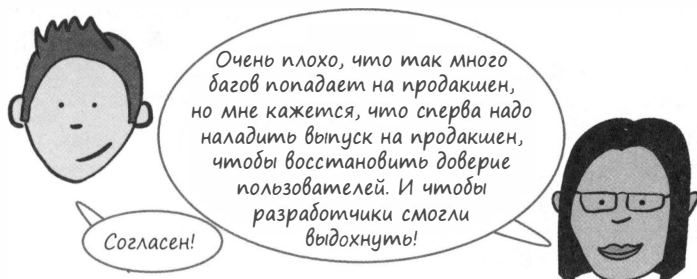 Очень плохо, что так много
багов попадает на продакшен,
но мне кажется, что сперва надо
наладить выпуск на продакшен,
чтобы восстановить доверие
пользователей. И чтобы
разработчики смогли
выдохнуть!
Согласен!